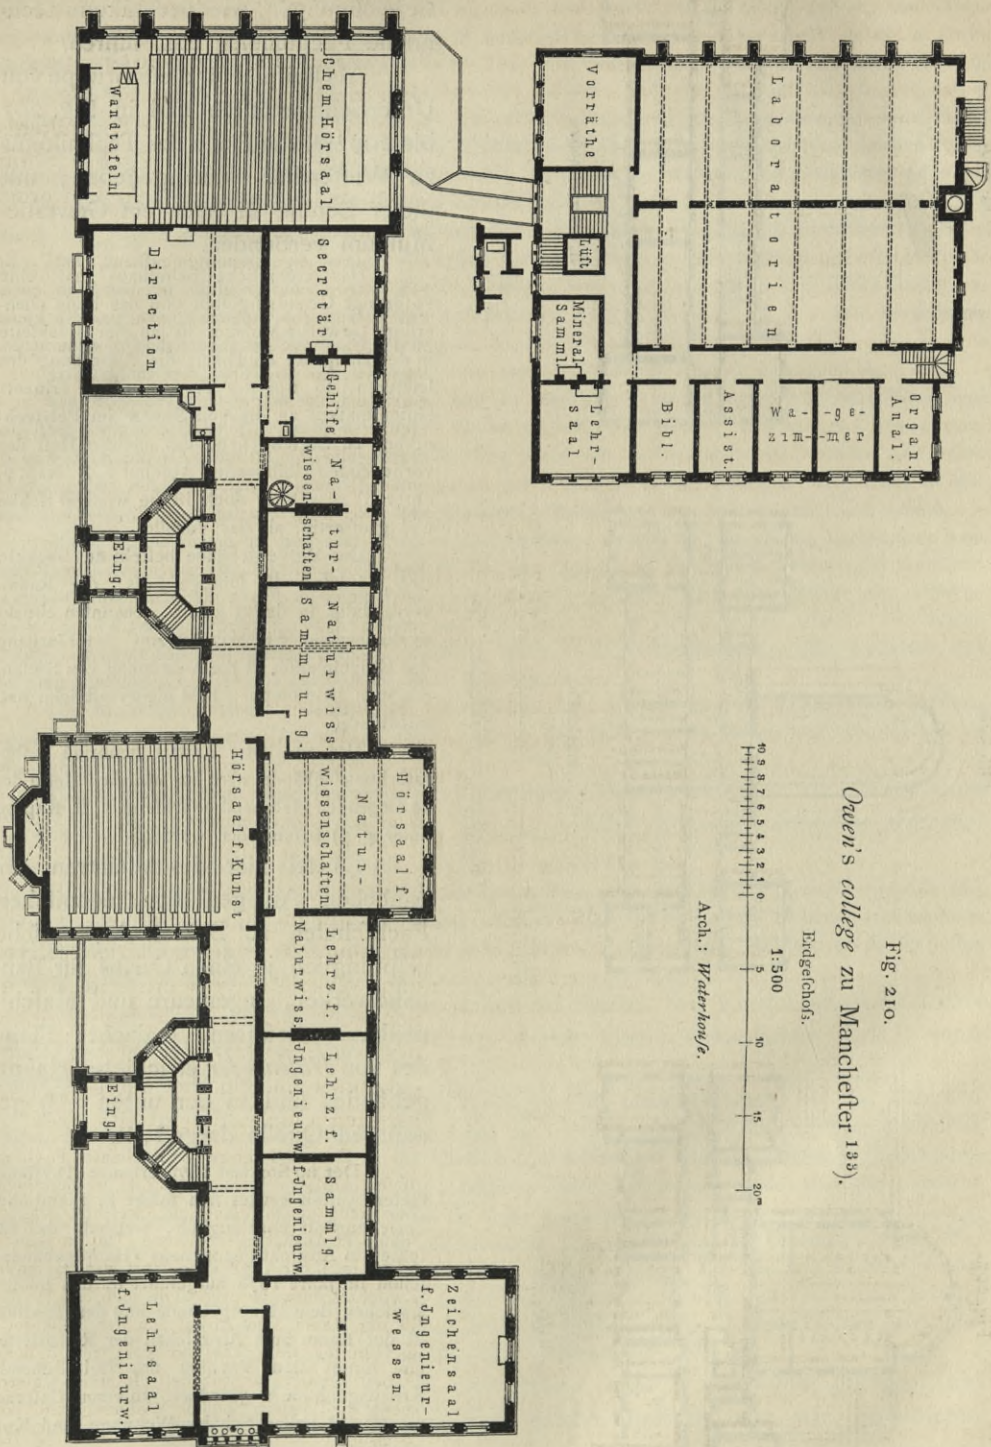 Fig. 210.
Owen's college zu Mancheſter 133).
Erdgeſchoſs.
1:500
10 9 8 7 6 5 4 3 2 1 0 5 10 15 20m
Arch.: Waterhouſe.
Laboratorien
Vorräthe
Lüft
Mineral
Samml.
Lehr-
saal
Bibl.
Assist.
Wa-
zim-
-ge-
-mer
Organ.
Anal.
Chem. Hörsaal
Wandtafeln
Secretär
Direction
Gehilfe
Na-
wissen-
tur-
schaften
Eing.
Naturwiss.
Sammlung.
Hörsaal f.
Natur-
wissenschaften
Hörsaal f. Kunst
Lehrz. f.
Naturwiss.
Lehrz. f.
Jngenieurw.
Eing.
Sammlg.
f. Jngenieurw.
Zeichensaal
f. Jngenieur-
wessen.
Lehrsaal
f. Jngenieurw.